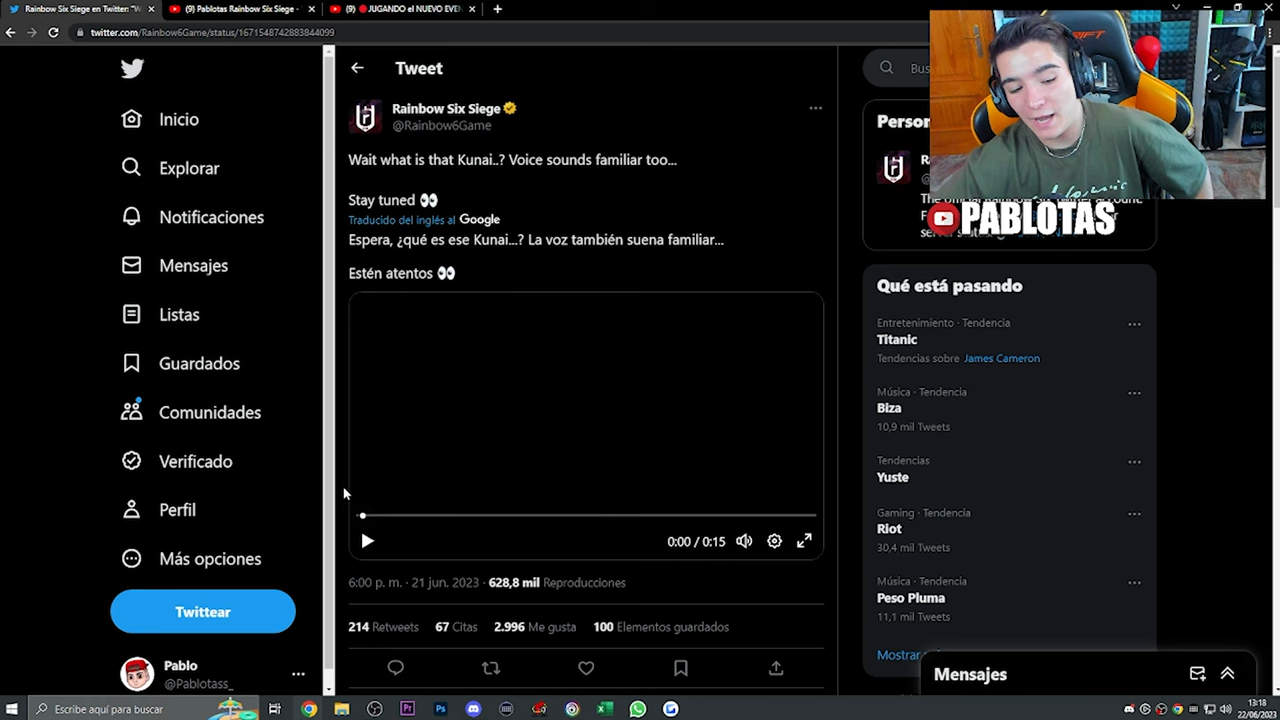 Rainbow Six Siege en Twitter: "W
(9) Pablotas Rainbow Six Siege -
(9) 🔴 JUGANDO el NUEVO EVEN
twitter.com/Rainbow6Game/status/1671548742883844099
Inicio
Explorar
Notificaciones
Mensajes
Listas
Guardados
Comunidades
Verificado
Perfil
Más opciones
Twittear
Pablo
@Pablotass_
Tweet
Rainbow Six Siege
@Rainbow6Game
Wait what is that Kunai..? Voice sounds familiar too...
Stay tuned 👀
Traducido del inglés al Google
Espera, ¿qué es ese Kunai...? La voz también suena familiar...
Estén atentos 👀
0:00 / 0:15
6:00 p. m. · 21 jun. 2023 · 628,8 mil Reproducciones
214 Retweets 67 Citas 2.996 Me gusta 100 Elementos guardados
Bus
Person
PABLOTAS
Qué está pasando
Entretenimiento · Tendencia
Titanic
Tendencias sobre James Cameron
Música · Tendencia
Biza
10,9 mil Tweets
Tendencias
Yuste
Gaming · Tendencia
Riot
30,4 mil Tweets
Música · Tendencia
Peso Pluma
11,1 mil Tweets
Mostrar
Mensajes
Escribe aquí para buscar
13:18
22/06/2023